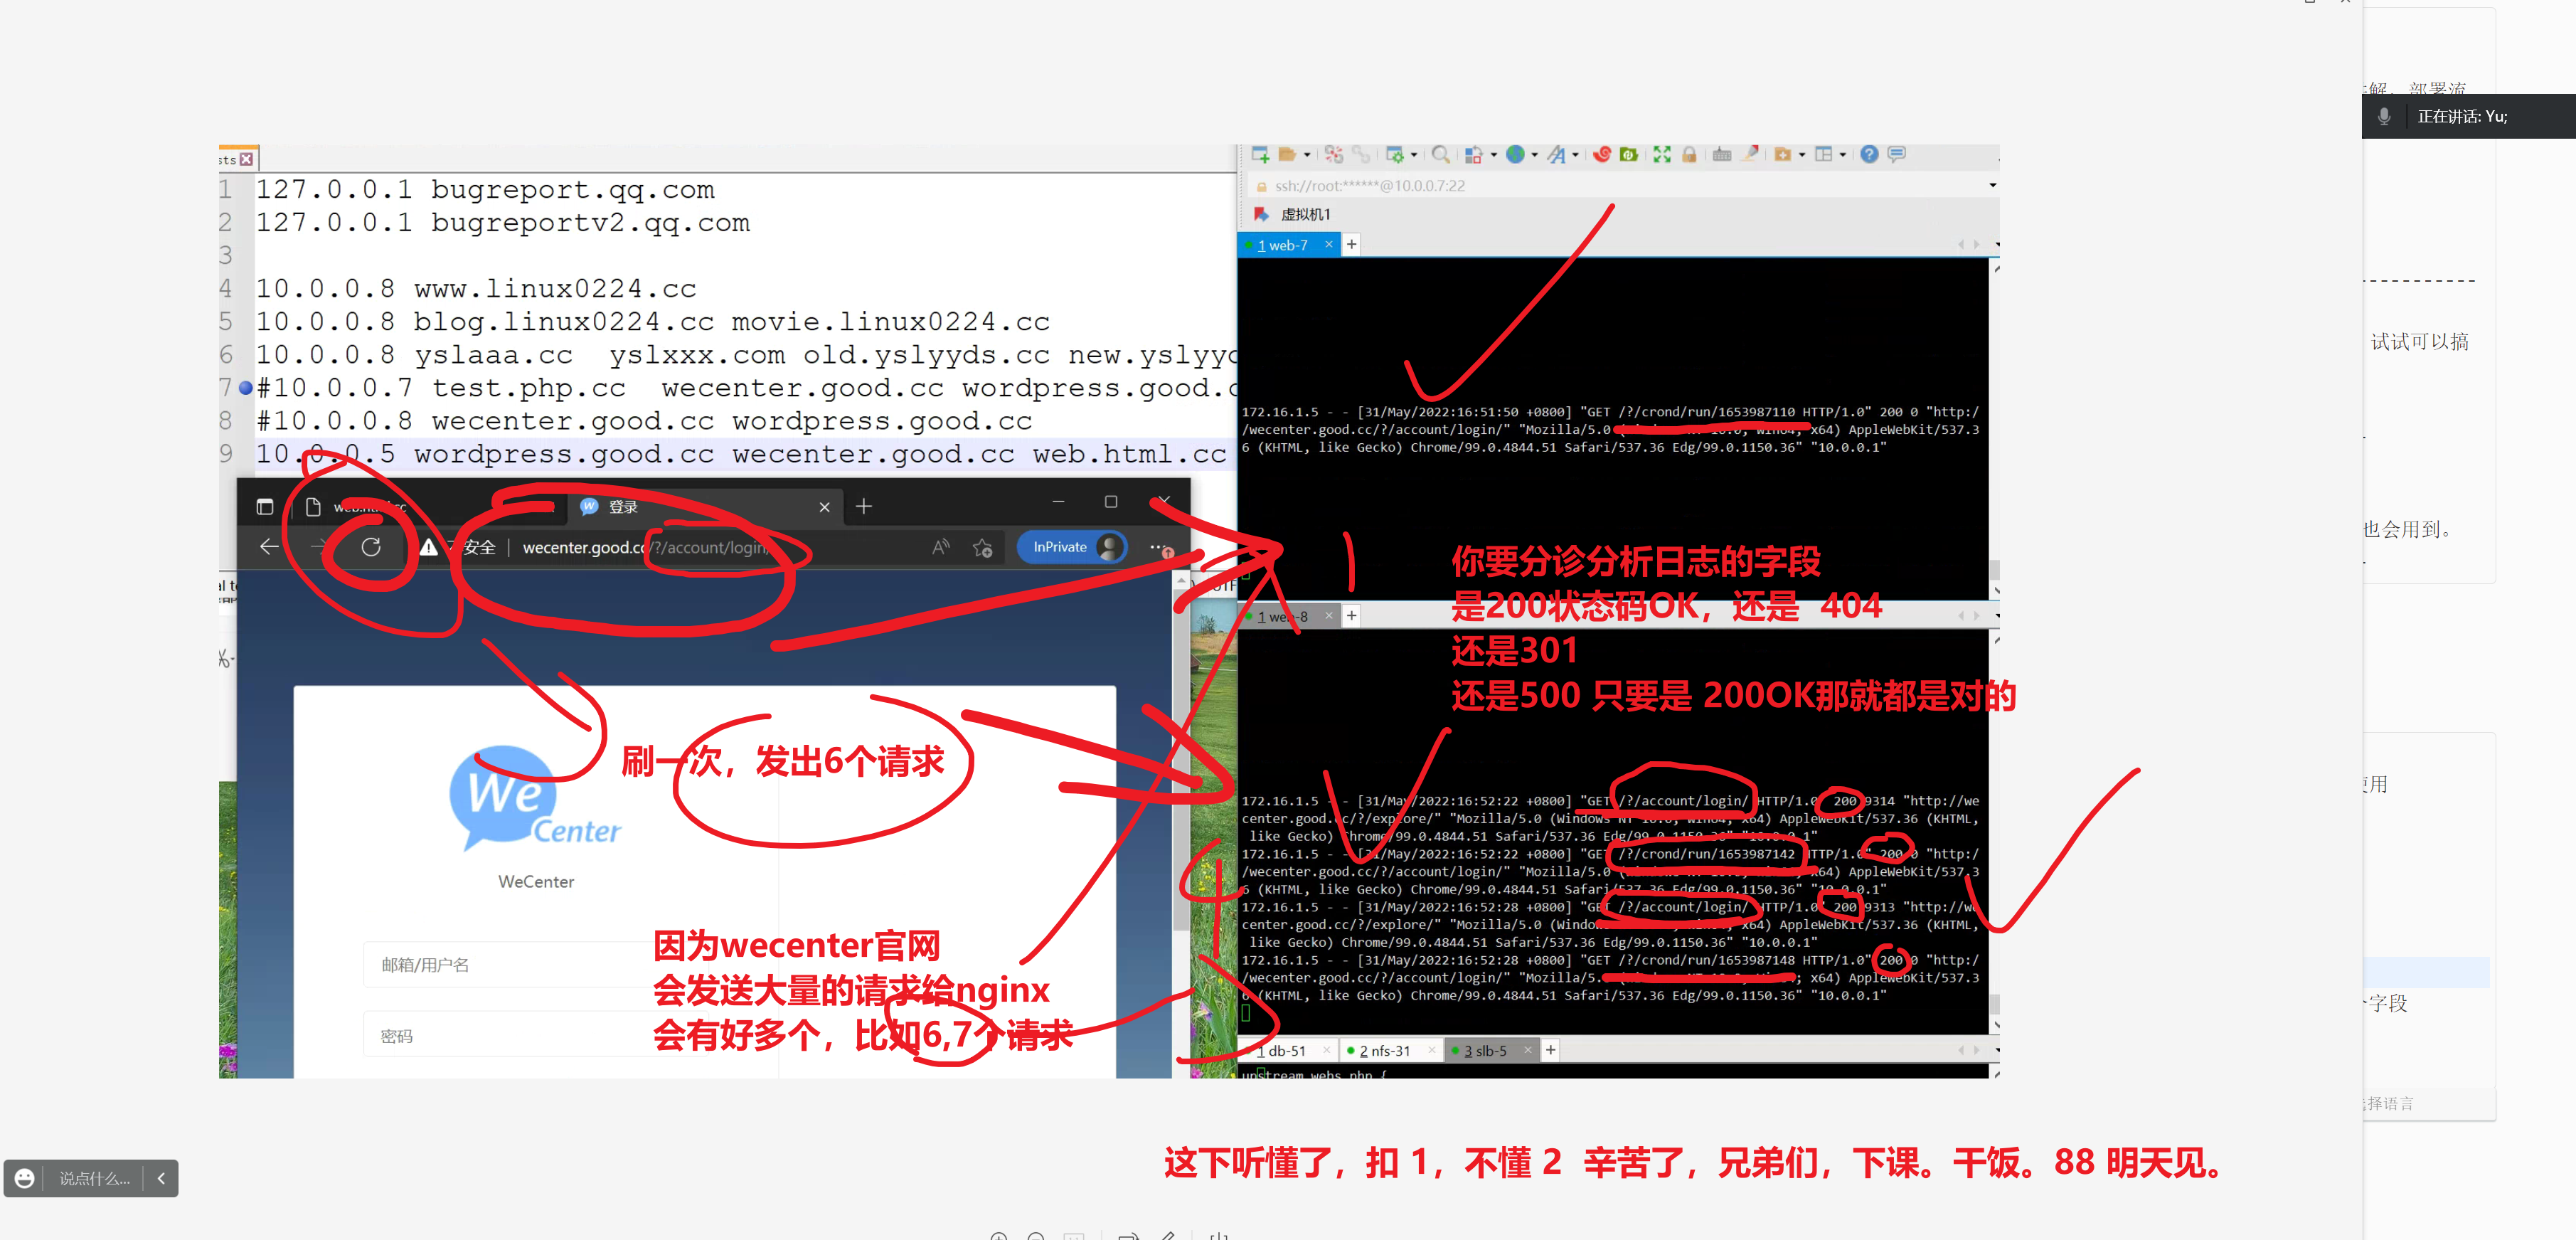 正在讲话: Yu;
试试可以搞
也会用到。
字段
择语言
127.0.0.1 bugreport.qq.com
127.0.0.1 bugreportv2.qq.com
10.0.0.8 www.linux0224.cc
10.0.0.8 blog.linux0224.cc movie.linux0224.cc
10.0.0.8 yslaaa.cc yslxxx.com old.yslyyds.cc
#10.0.0.7 test.php.cc wecenter.good.cc
#10.0.0.8 wecenter.good.cc wordpress.good.cc
10.0.0.5 wordpress.good.cc wecenter.good.cc web.html.cc
登录
安全
wecenter.good.cc/?/account/login/
InPrivate
We
Center
WeCenter
邮箱/用户名
密码
刷一次，发出6个请求
因为wecenter官网
会发送大量的请求给nginx
会有好多个，比如6,7个请求
ssh://root:******@10.0.0.7:22
虚拟机1
1 web-7
172.16.1.5 - - [31/May/2022:16:51:50 +0800] "GET /?/crond/run/1653987110 HTTP/1.0" 200 0 "http:/
/wecenter.good.cc/?/account/login/" "Mozilla/5.0 x64) AppleWebKit/537.3
6 (KHTML, like Gecko) Chrome/99.0.4844.51 Safari/537.36 Edg/99.0.1150.36" "10.0.0.1"
你要分诊分析日志的字段
是200状态码OK，还是 404
还是301
还是500 只要是 200OK那就都是对的
1 web-8
172.16.1.5 - - [31/May/2022:16:52:22 +0800] "GET /?/account/login/ HTTP/1.0" 200 9314 "http://we
center.good.cc/?/explore/" "Mozilla/5.0 (Windows NT 10.0; Win64; x64) AppleWebKit/537.36 (KHTML,
like Gecko) Chrome/99.0.4844.51 Safari/537.36 Edg/99.0.1150.36" "10.0.0.1"
172.16.1.5 - - [31/May/2022:16:52:22 +0800] "GET /?/crond/run/1653987142 HTTP/1.0" 200 0 "http:/
/wecenter.good.cc/?/account/login/" "Mozilla/5.0 x64) AppleWebKit/537.3
6 (KHTML, like Gecko) Chrome/99.0.4844.51 Safari/537.36 Edg/99.0.1150.36" "10.0.0.1"
172.16.1.5 - - [31/May/2022:16:52:28 +0800] "GET /?/account/login/ HTTP/1.0" 200 9313 "http://we
center.good.cc/?/explore/" "Mozilla/5.0 (Windows NT 10.0; Win64; x64) AppleWebKit/537.36 (KHTML,
like Gecko) Chrome/99.0.4844.51 Safari/537.36 Edg/99.0.1150.36" "10.0.0.1"
172.16.1.5 - - [31/May/2022:16:52:28 +0800] "GET /?/crond/run/1653987148 HTTP/1.0" 200 0 "http:/
/wecenter.good.cc/?/account/login/" "Mozilla/5.0 x64) AppleWebKit/537.3
6 (KHTML, like Gecko) Chrome/99.0.4844.51 Safari/537.36 Edg/99.0.1150.36" "10.0.0.1"
1 db-51 2 nfs-31 3 slb-5
upstream webs_php {
这下听懂了，扣 1，不懂 2 辛苦了，兄弟们，下课。干饭。88 明天见。
说点什么...